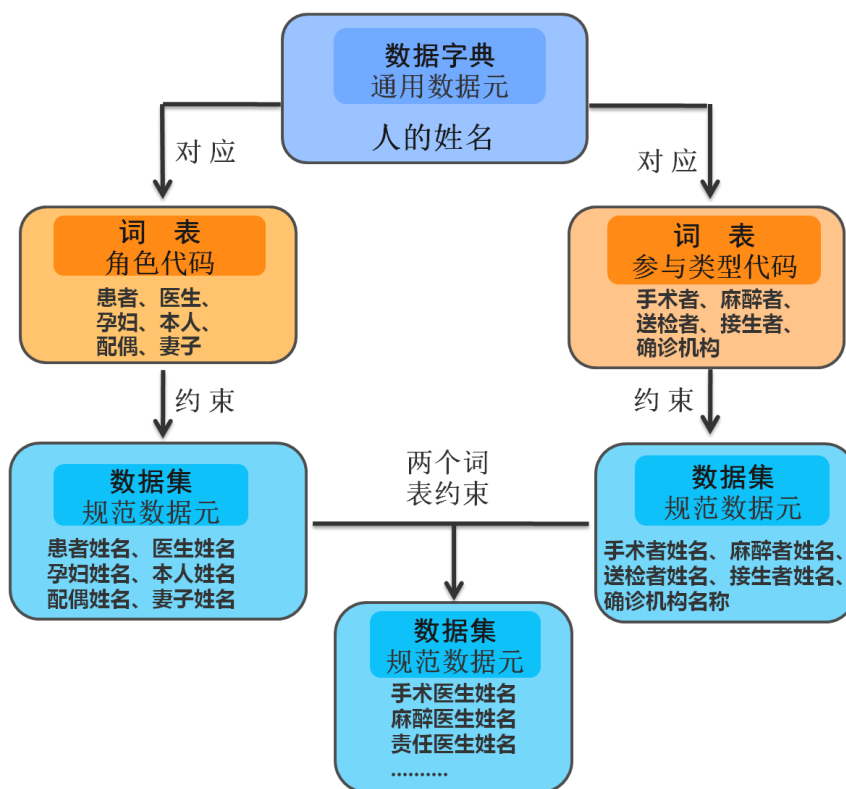 数据字典
通用数据元
人的姓名
对应
对应
词 表
角色代码
患者、医生、
孕妇、本人、
配偶、妻子
词 表
参与类型代码
手术者、麻醉者、
送检者、接生者、
确诊机构
约束
约束
数据集
规范数据元
患者姓名、医生姓名
孕妇姓名、本人姓名
配偶姓名、妻子姓名
两个词
表约束
数据集
规范数据元
手术者姓名、麻醉者姓名、
送检者姓名、接生者姓名、
确诊机构名称
数据集
规范数据元
手术医生姓名
麻醉医生姓名
责任医生姓名
..........